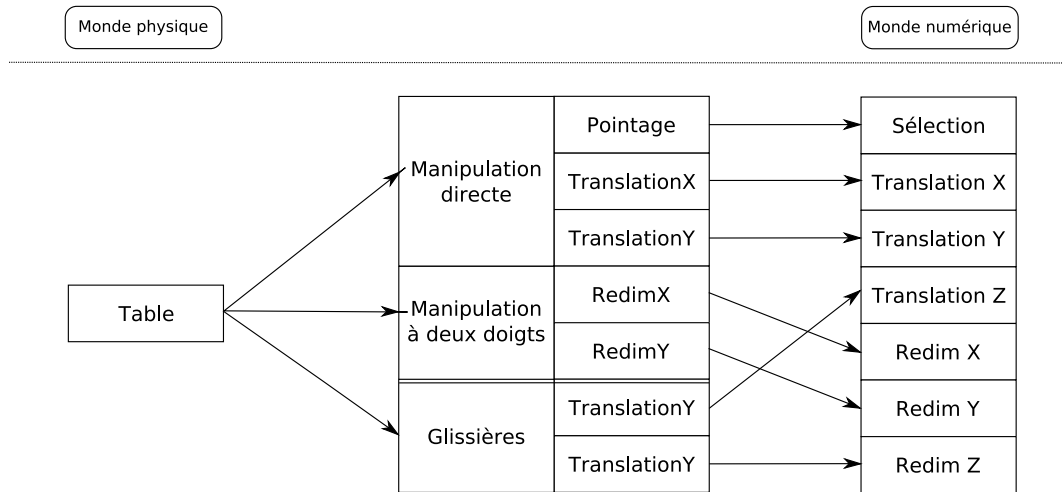 Monde physique
Monde numérique
Table
Manipulation
directe
Pointage
TranslationX
TranslationY
Manipulation
à deux doigts
RedimX
RedimY
Glissières
TranslationY
TranslationY
Sélection
Translation X
Translation Y
Translation Z
Redim X
Redim Y
Redim Z